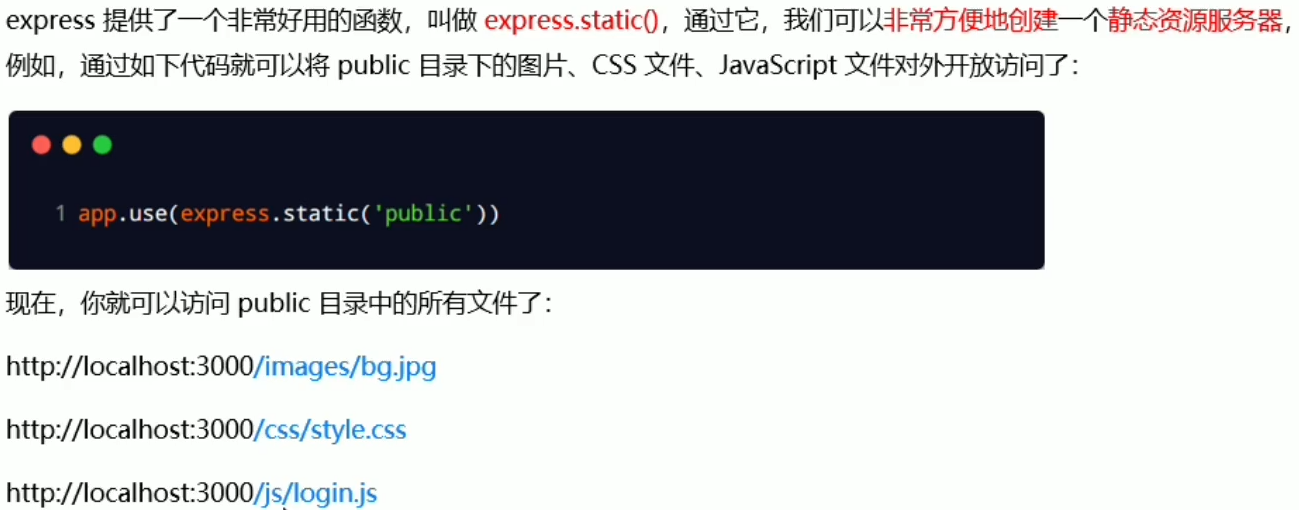 express 提供了一个非常好用的函数，叫做 express.static()，通过它，我们可以非常方便地创建一个静态资源服务器，
例如，通过如下代码就可以将 public 目录下的图片、CSS 文件、JavaScript 文件对外开放访问了：
1 app.use(express.static('public'))
现在，你就可以访问 public 目录中的所有文件了：
http://localhost:3000/images/bg.jpg
http://localhost:3000/css/style.css
http://localhost:3000/js/login.js